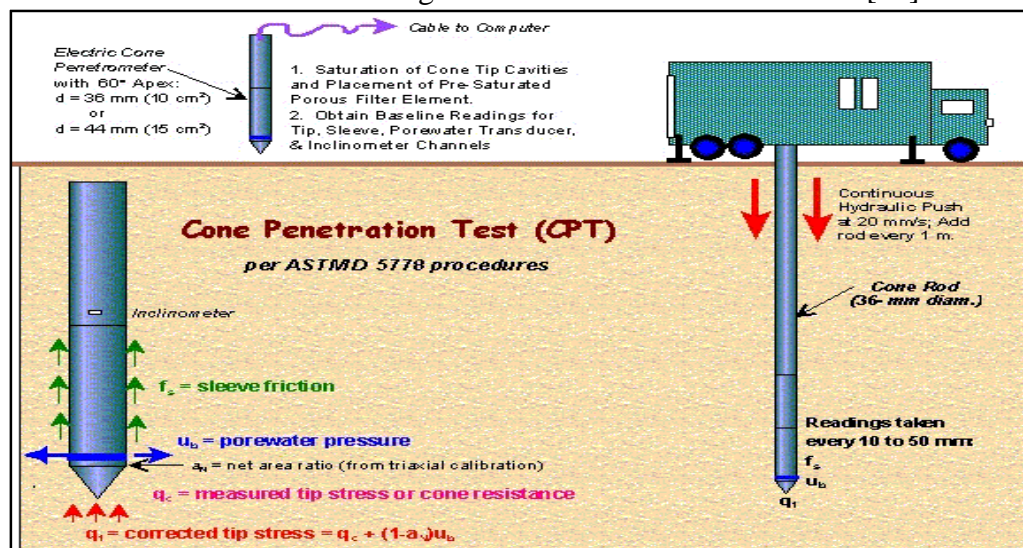 Electric Cone
Penetrometer
with 60° Apex:
d = 36 mm (10 cm²)
or
d = 44 mm (15 cm²)
Cable to Computer
1. Saturation of Cone Tip Cavities
and Placement of Pre-Saturated
Porous Filter Element.
2. Obtain Baseline Readings for
Tip, Sleeve, Porewater Transducer,
& Inclinometer Channels
Cone Penetration Test (CPT)
per ASTMD 5778 procedures
Continuous
Hydraulic Push
at 20 mm/s; Add
rod every 1 m.
Cone Rod
(36- mm diam.)
Inclinometer
fs = sleeve friction
ub = porewater pressure
aN = net area ratio (from triaxial calibration)
qc = measured tip stress or cone resistance
qt = corrected tip stress = qc + (1-aN)ub
Readings taken
every 10 to 50 mm:
fs
ub
qt